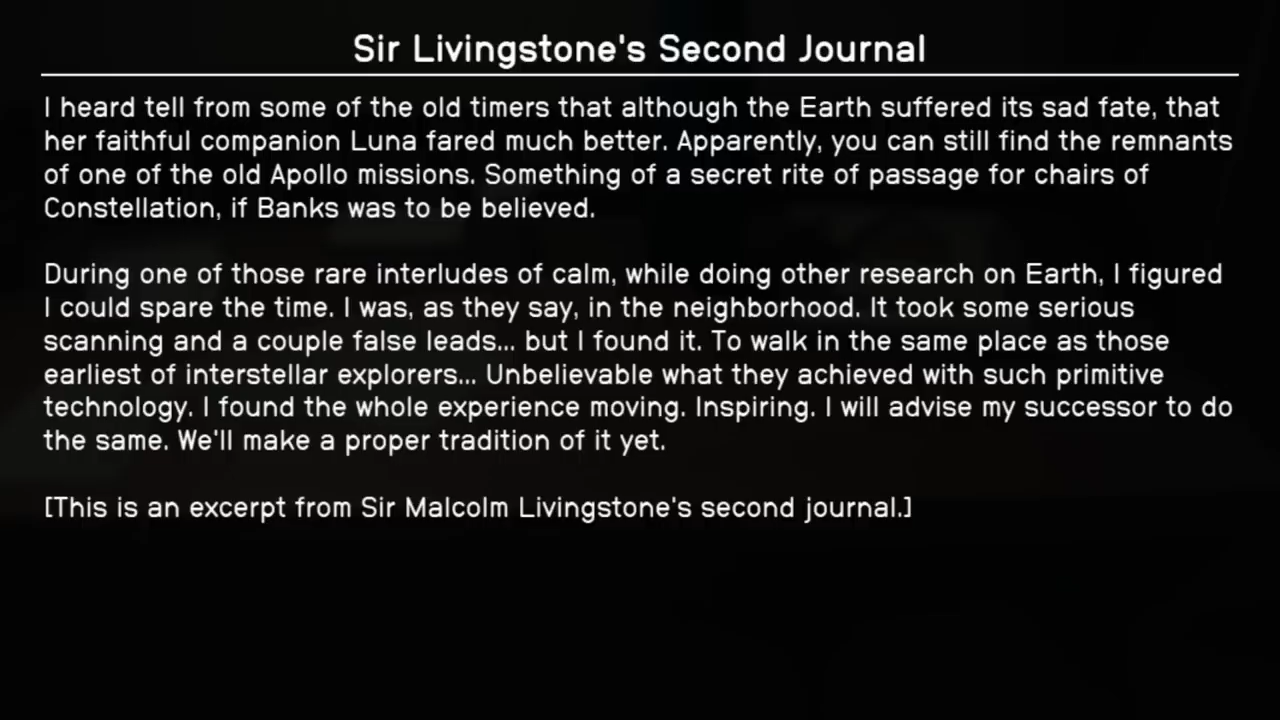 Sir Livingstone's Second Journal
I heard tell from some of the old timers that although the Earth suffered its sad fate, that
her faithful companion Luna fared much better. Apparently, you can still find the remnants
of one of the old Apollo missions. Something of a secret rite of passage for chairs of
Constellation, if Banks was to be believed.
During one of those rare interludes of calm, while doing other research on Earth, I figured
I could spare the time. I was, as they say, in the neighborhood. It took some serious
scanning and a couple false leads... but I found it. To walk in the same place as those
earliest of interstellar explorers... Unbelievable what they achieved with such primitive
technology. I found the whole experience moving. Inspiring. I will advise my successor to do
the same. We'll make a proper tradition of it yet.
[This is an excerpt from Sir Malcolm Livingstone's second journal.]